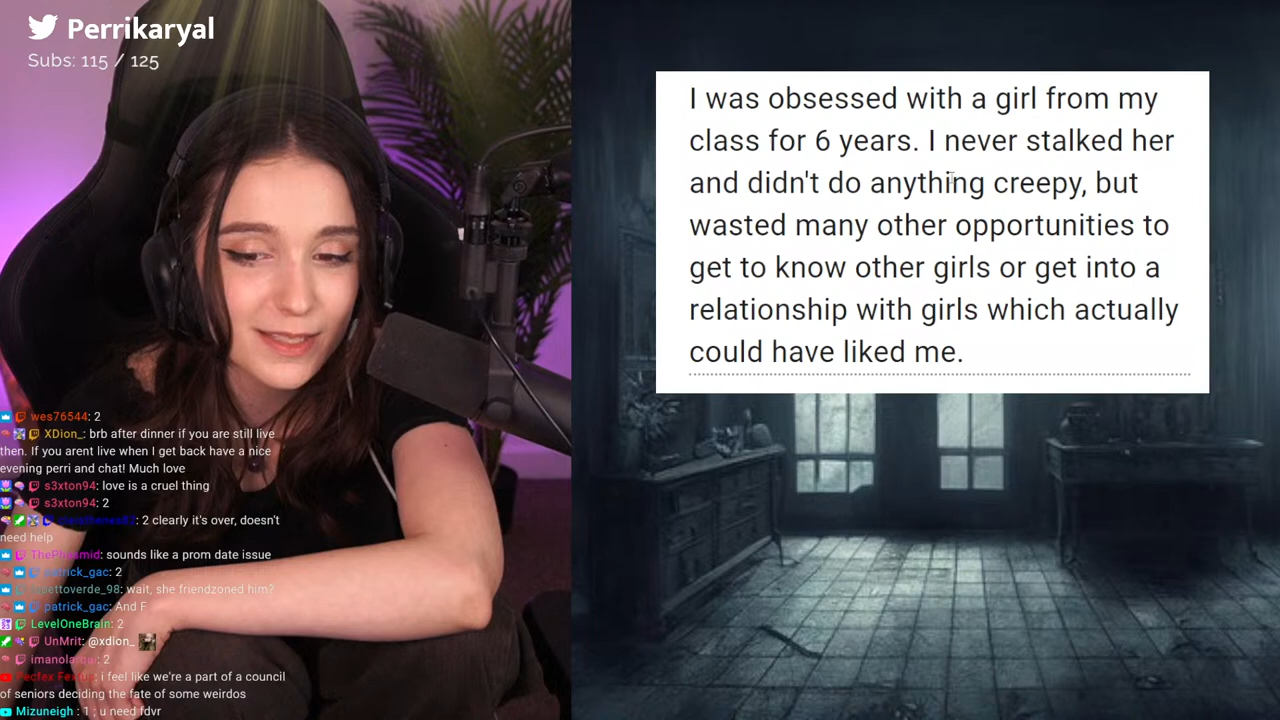 Perrikaryal
Subs: 115 / 125
I was obsessed with a girl from my
class for 6 years. I never stalked her
and didn't do anything creepy, but
wasted many other opportunities to
get to know other girls or get into a
relationship with girls which actually
could have liked me.
wes76544: 2
XDion_: brb after dinner if you are still live
then. If you arent live when I get back have a nice
evening perri and chat! Much love
s3xton94: love is a cruel thing
s3xton94: 2
: 2 clearly it's over, doesn't
need help
sounds like a prom date issue
patrick_gac: 2
wait, she friendzoned him?
patrick_gac: And F
LevelOneBrain: 2
UnMrit: @xdion_
: 2
i feel like we're a part of a council
of seniors deciding the fate of some weirdos
Mizuneigh : 1 ; u need fdvr